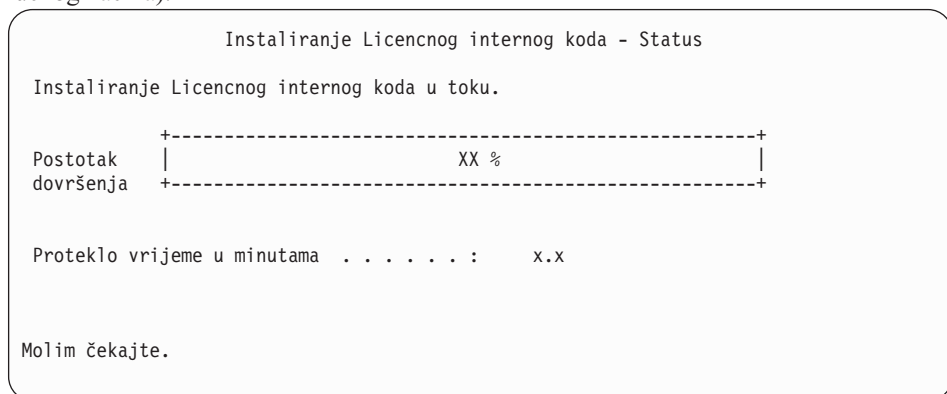 Instaliranje Licencnog internog koda - Status
Instaliranje Licencnog internog koda u toku.
+-------------------------------------------------------+
Postotak | XX % |
dovršenja +-------------------------------------------------------+
Proteklo vrijeme u minutama . . . . . . : x.x
Molim čekajte.